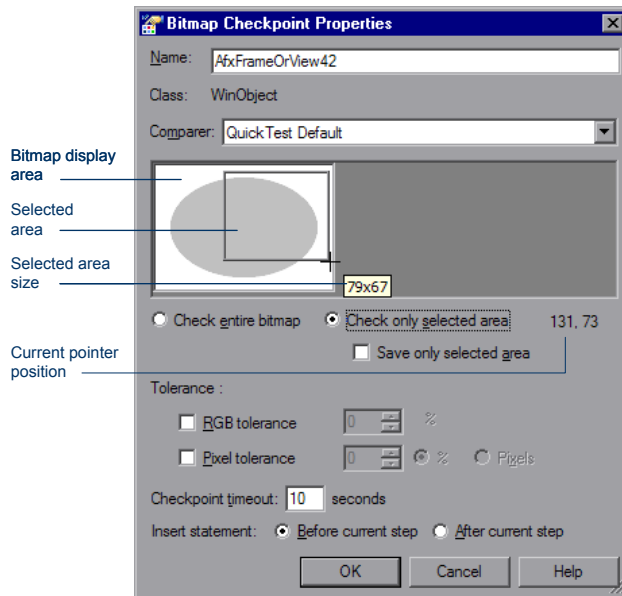 Bitmap Checkpoint Properties
Name: AfxFrameOrView42
Class: WinObject
Comparer: QuickTest Default
Bitmap display
area
Selected
area
Selected area
size
79x67
Check entire bitmap Check only selected area 131, 73
Save only selected area
Current pointer
position
Tolerance :
RGB tolerance 0 %
Pixel tolerance 0 % Pixels
Checkpoint timeout: 10 seconds
Insert statement: Before current step After current step
OK Cancel Help